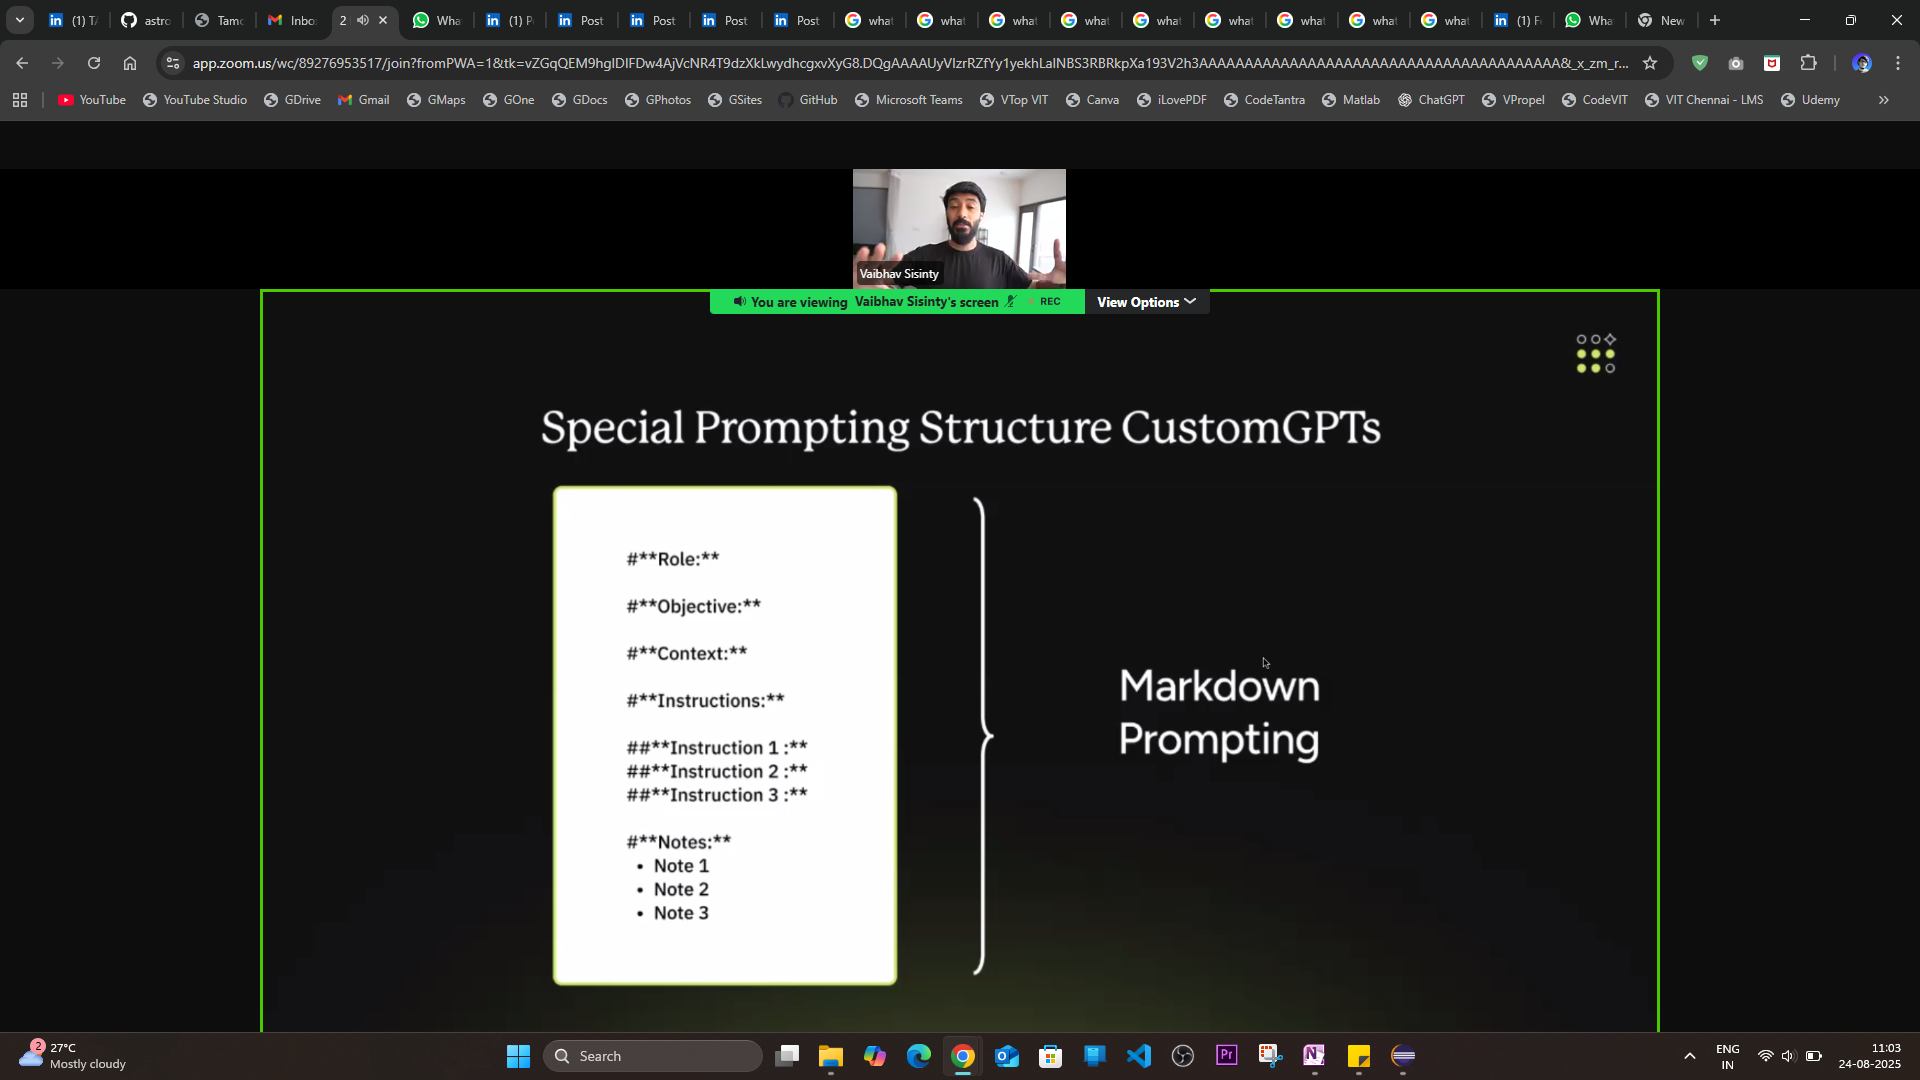 (1) TA
astro
Tamo
Inbo
2
Wha
(1) P
Post
Post
Post
Post
what
what
what
what
what
what
what
what
what
(1) F
Wha
New
app.zoom.us/wc/89276953517/join?fromPWA=1&tk=
YouTube
YouTube Studio
GDrive
Gmail
GMaps
GOne
GDocs
GPhotos
GSites
GitHub
Microsoft Teams
VTop VIT
Canva
iLovePDF
CodeTantra
Matlab
ChatGPT
VPropel
CodeVIT
VIT Chennai - LMS
Udemy
Vaibhav Sisinty
You are viewing Vaibhav Sisinty's screen
REC
View Options
Special Prompting Structure CustomGPTs
#**Role:**
#**Objective:**
#**Context:**
#**Instructions:**
##**Instruction 1 :**
##**Instruction 2 :**
##**Instruction 3 :**
#**Notes:**
• Note 1
• Note 2
• Note 3
Markdown
Prompting
2
27°C
Mostly cloudy
Search
Pr
N
ENG
IN
11:03
24-08-2025